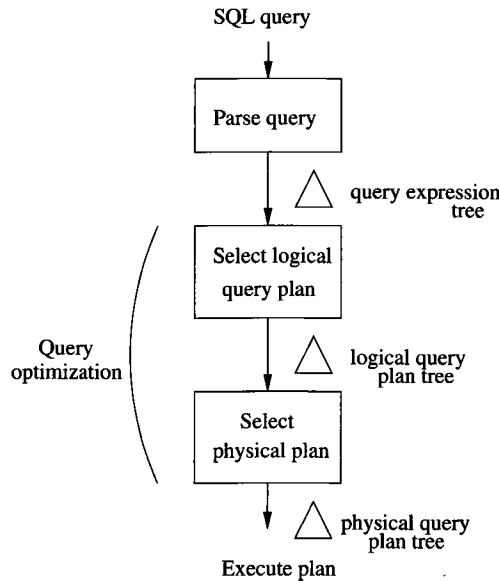 SQL query
Parse query
query expression
tree
Select logical
query plan
Query
optimization
logical query
plan tree
Select
physical plan
physical query
plan tree
Execute plan